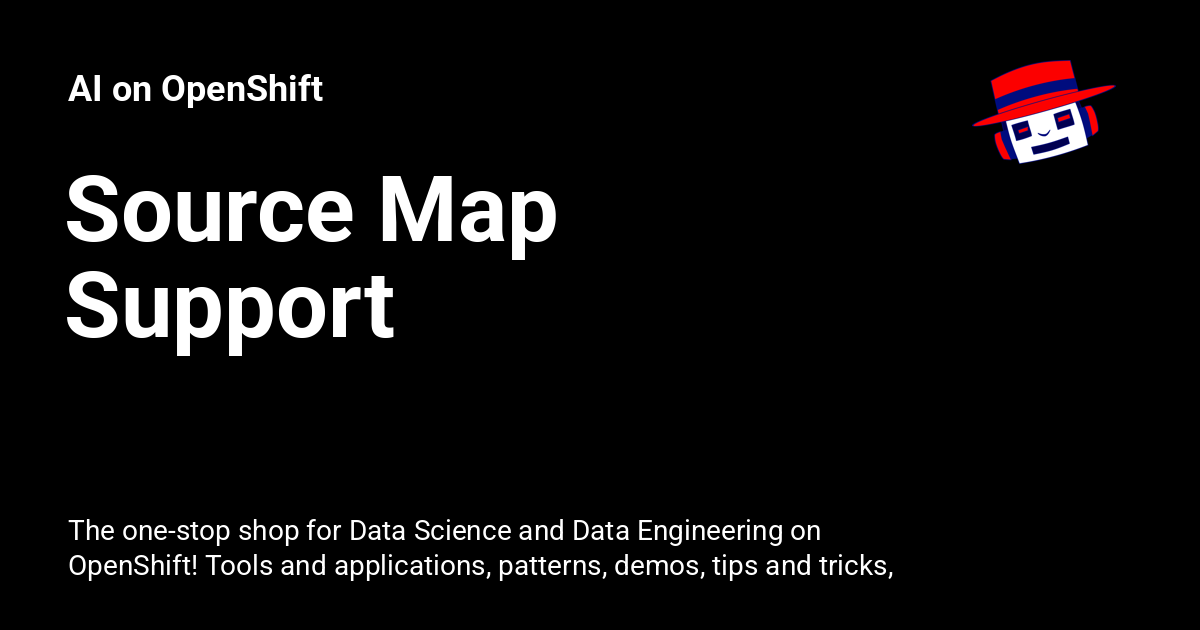 AI on OpenShift
Source Map
Support
The one-stop shop for Data Science and Data Engineering on
OpenShift! Tools and applications, patterns, demos, tips and tricks,